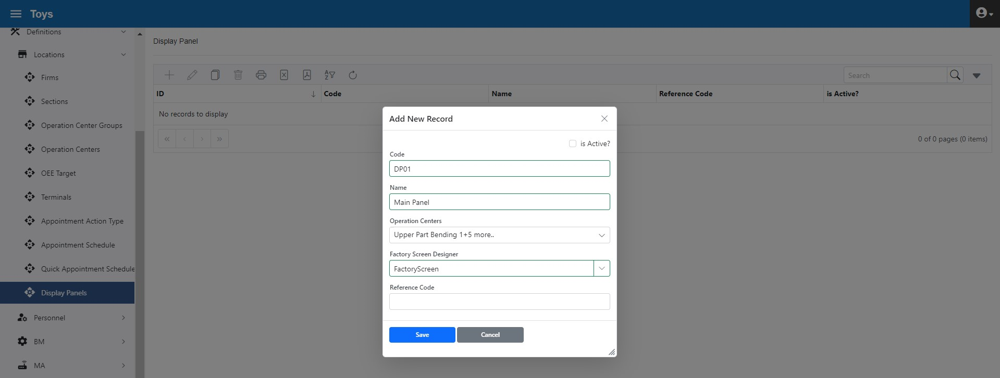 Toys
Definitions
Locations
Firms
Sections
Operation Center Groups
Operation Centers
OEE Target
Terminals
Appointment Action Type
Appointment Schedule
Quick Appointment Schedule
Display Panels
Personnel
BM
MA
Display Panel
Search
ID Code Name Reference Code is Active?
No records to display
0 of 0 pages (0 items)
Add New Record
is Active?
Code
DP01
Name
Main Panel
Operation Centers
Upper Part Bending 1+5 more..
Factory Screen Designer
FactoryScreen
Reference Code
Save Cancel